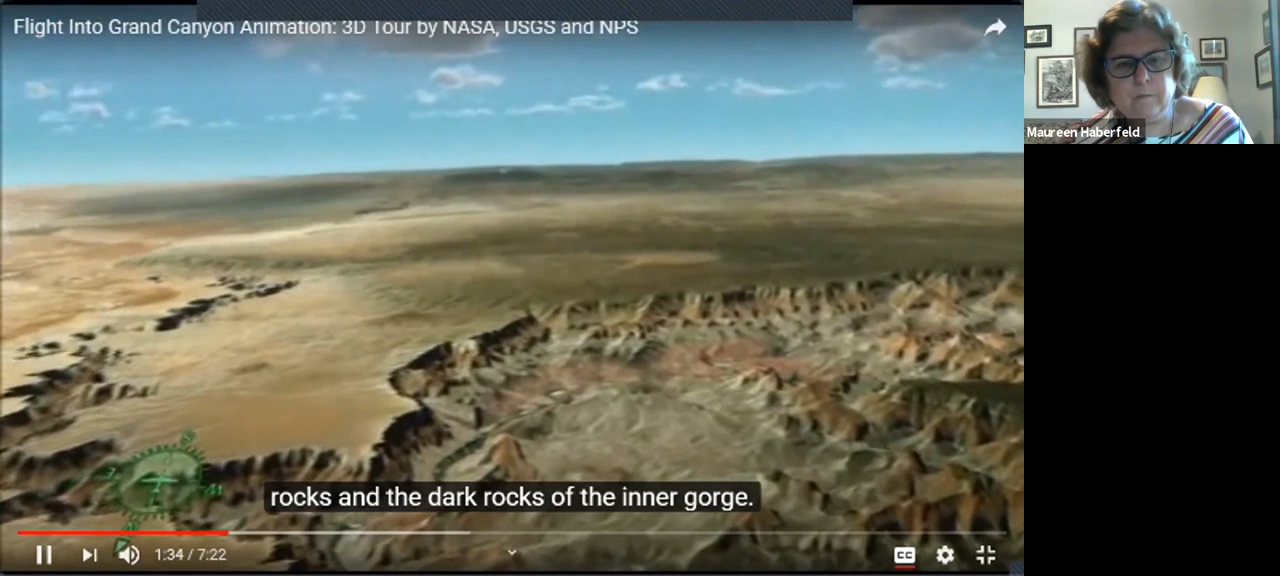 Flight Into Grand Canyon Animation: 3D Tour by NASA, USGS and NPS
Maureen Haberfeld
rocks and the dark rocks of the inner gorge.
1:34 / 7:22
CC